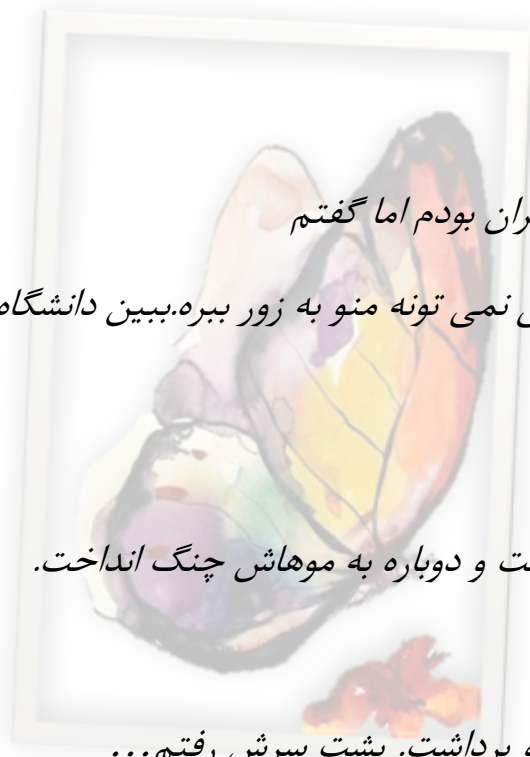 ران بودم اما گفتم
ی نمی تونه منو به زور ببره.ببین دانشگاه
ت و دوباره به موهاش چنگ انداخت.
برداشت. پشت سرش رفتم...